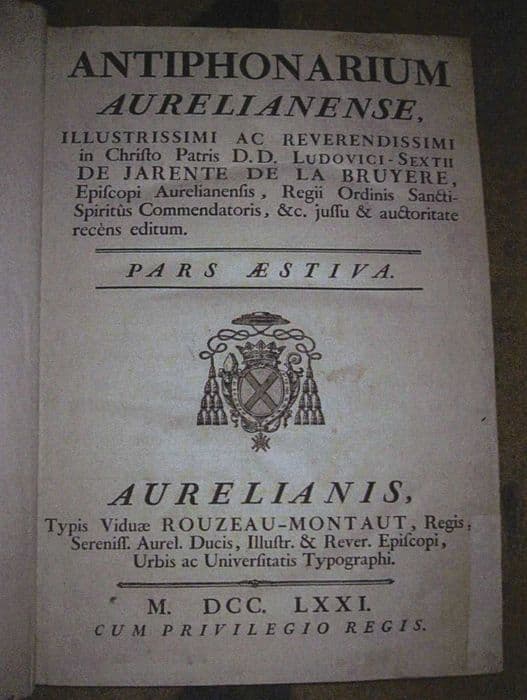 ANTIPHONARIUM
AURELIANENSE,
ILLUSTRISSIMI AC REVERENDISSIMI
in Chriſto Patris D. D. LUDOVICI-SEXTII
DE JARENTE DE LA BRUYERE,
Epiſcopi Aurelianenſis, Regii Ordinis Sancti-
Spiritûs Commendatoris, &c. juſſu & auctoritate
recèns editum.
PARS ÆSTIVA.
AURELIANIS,
Typis Viduæ ROUZEAU-MONTAUT, Regis,
Sereniſſ. Aurel. Ducis, Illuſtr. & Rever. Epiſcopi,
Urbis ac Univerſitatis Typographi.
M. DCC. LXXI.
CUM PRIVILEGIO REGIS.